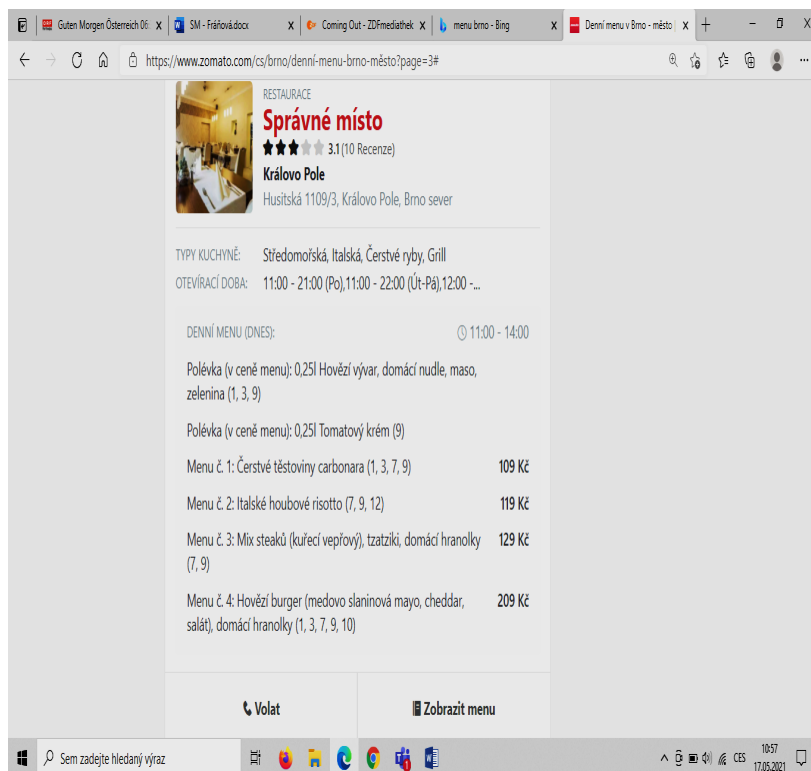 Guten Morgen Österreich 06:
SM - Fráňová.docx
Coming Out - ZDFmediathek
menu brno - Bing
Denní menu v Brno - město |
https://www.zomato.com/cs/brno/denní-menu-brno-město?page=3#
RESTAURACE
Správné místo
3.1 (10 Recenze)
Královo Pole
Husitská 1109/3, Královo Pole, Brno sever
TYPY KUCHYNĚ: Středomořská, Italská, Čerstvé ryby, Grill
OTEVÍRACÍ DOBA: 11:00 - 21:00 (Po),11:00 - 22:00 (Út-Pá),12:00 -...
DENNÍ MENU (DNES): 11:00 - 14:00
Polévka (v ceně menu): 0,25l Hovězí vývar, domácí nudle, maso,
zelenina (1, 3, 9)
Polévka (v ceně menu): 0,25l Tomatový krém (9)
Menu č. 1: Čerstvé těstoviny carbonara (1, 3, 7, 9) 109 Kč
Menu č. 2: Italské houbové risotto (7, 9, 12) 119 Kč
Menu č. 3: Mix steaků (kuřecí vepřový), tzatziki, domácí hranolky 129 Kč
(7, 9)
Menu č. 4: Hovězí burger (medovo slaninová mayo, cheddar, 209 Kč
salát), domácí hranolky (1, 3, 7, 9, 10)
Volat
Zobrazit menu
Sem zadejte hledaný výraz
CES
10:57
17.05.2021